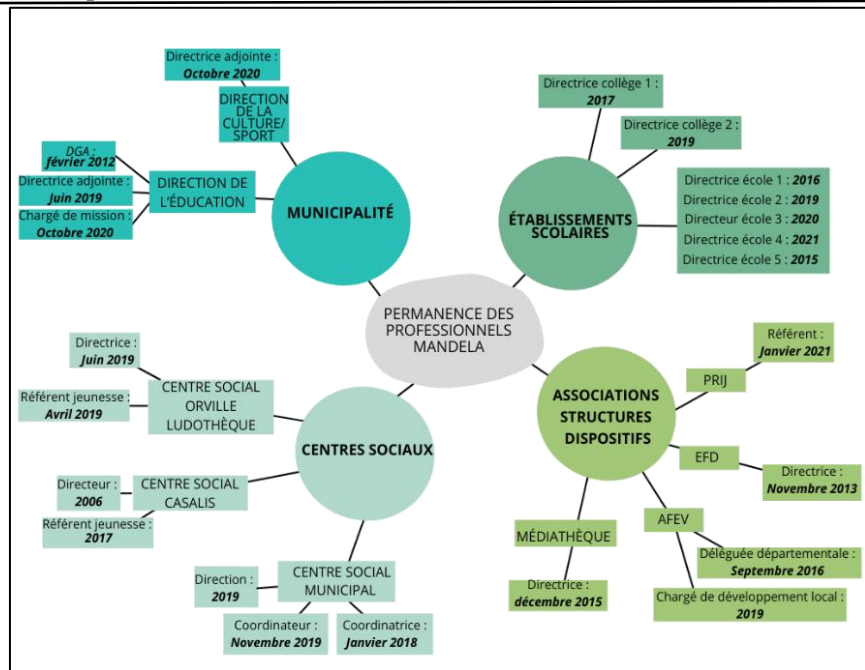 Directrice adjointe :
Octobre 2020
DIRECTION
DE LA
CULTURE/
SPORT
DGA :
février 2012
Directrice adjointe :
Juin 2019
Chargé de mission :
Octobre 2020
DIRECTION DE
L'ÉDUCATION
MUNICIPALITÉ
Directrice collège 1 :
2017
Directrice collège 2 :
2019
Directrice école 1 : 2016
Directrice école 2 : 2019
Directeur école 3 : 2020
Directrice école 4 : 2021
Directrice école 5 : 2015
ÉTABLISSEMENTS
SCOLAIRES
PERMANENCE DES
PROFESSIONNELS
MANDELA
Directrice :
Juin 2019
Référent jeunesse :
Avril 2019
CENTRE SOCIAL
ORVILLE
LUDOTHÈQUE
Directeur :
2006
Référent jeunesse :
2017
CENTRE SOCIAL
CASALIS
CENTRES SOCIAUX
Direction :
2019
CENTRE SOCIAL
MUNICIPAL
Coordinateur :
Novembre 2019
Coordinatrice :
Janvier 2018
ASSOCIATIONS
STRUCTURES
DISPOSITIFS
Référent :
Janvier 2021
PRIJ
EFD
Directrice :
Novembre 2013
AFEV
Déléguée départementale :
Septembre 2016
Chargé de développement local :
2019
MÉDIATHÈQUE
Directrice :
décembre 2015